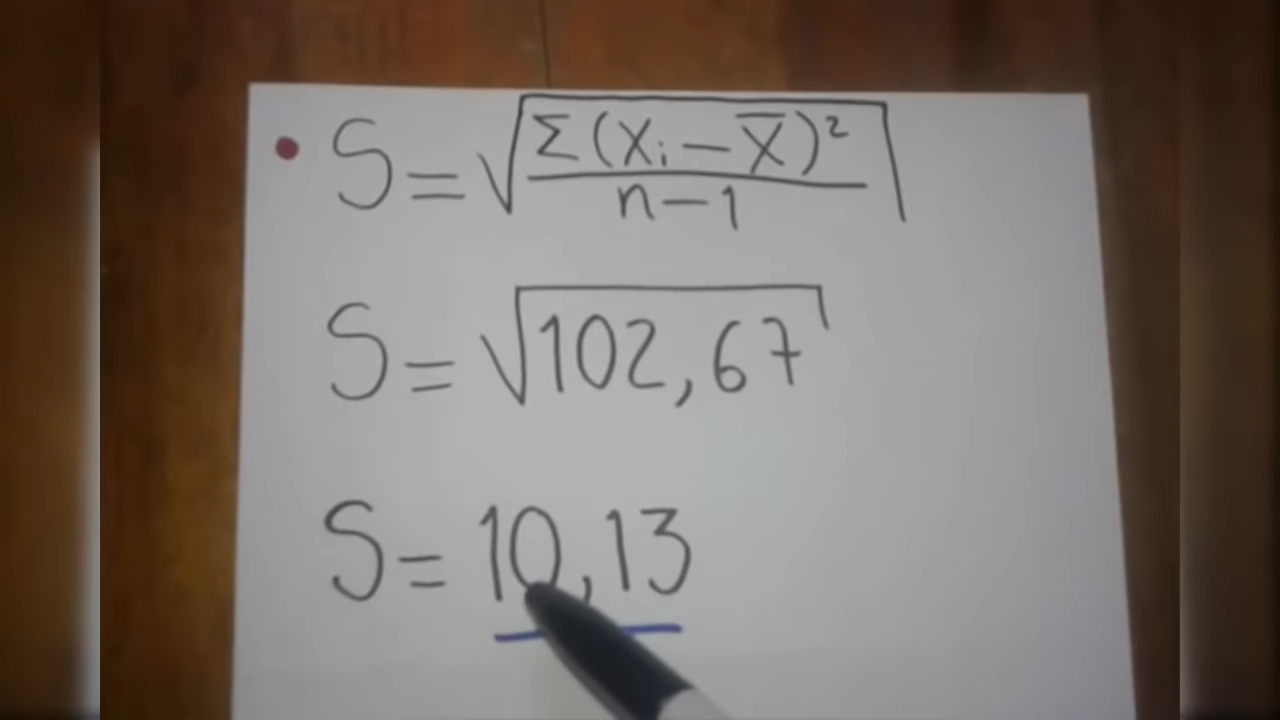 S = √ Σ(Xi − X̄)² / n − 1
S = √102,67
S = 10,13